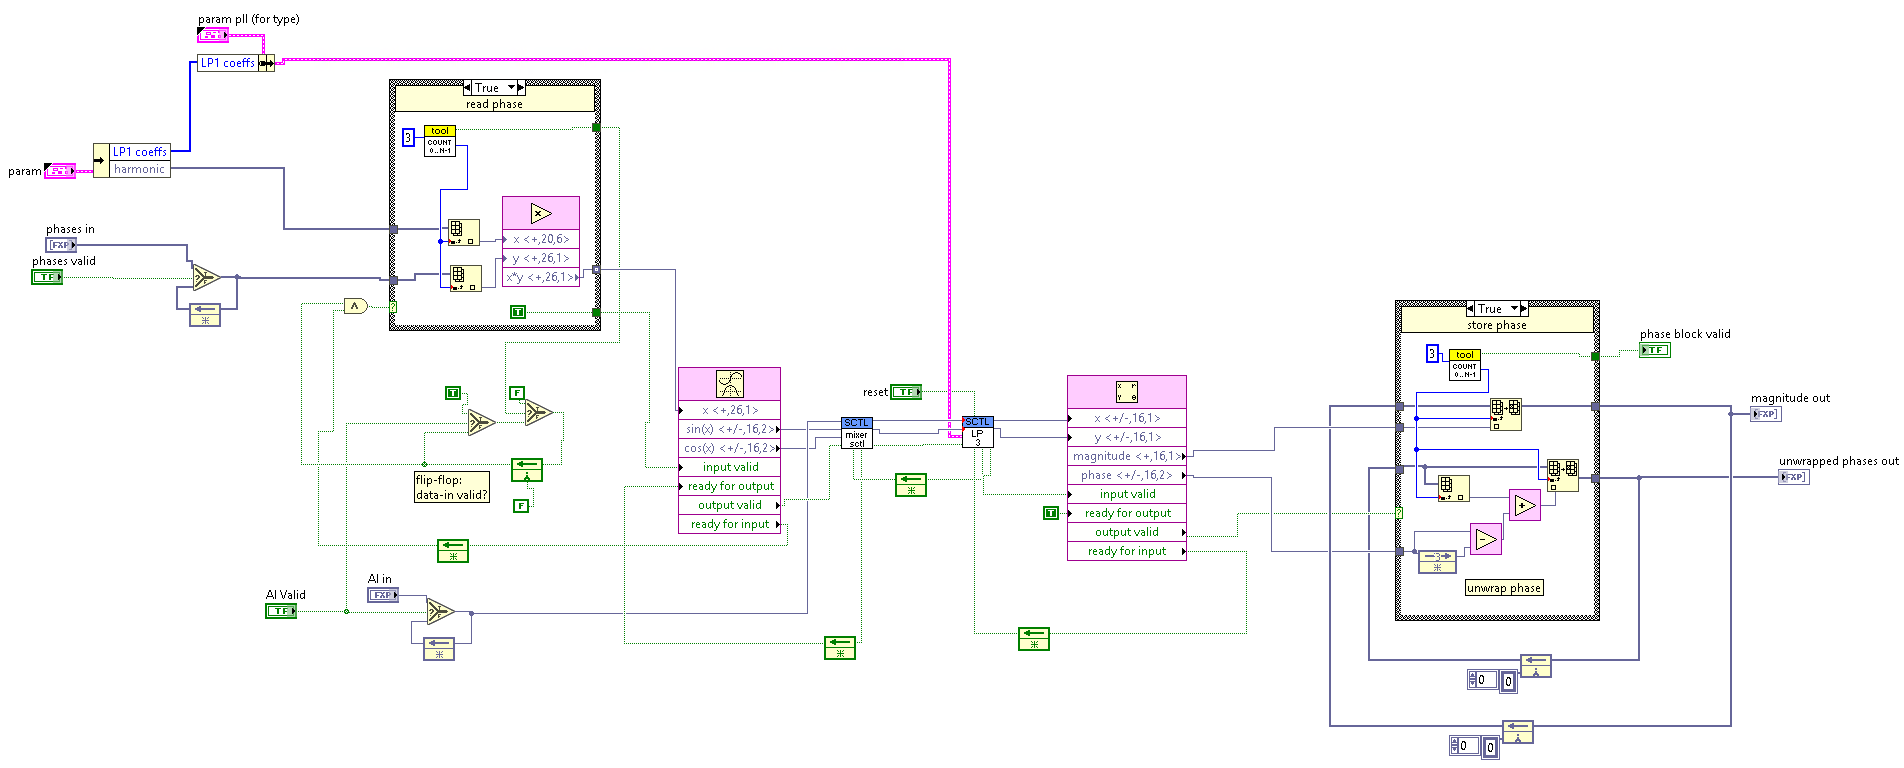 param pll (for type)
LP1 coeffs
True
read phase
3
tool
COUNT
0..N-1
LP1 coeffs
harmonic
param
x
x <+,20,6>
y <+,26,1>
x*y <+,26,1>
phases in
FXP
phases valid
TF
T
F
T
∧
?
T
True
store phase
phase block valid
TF
3
tool
COUNT
0..N-1
T
F
T
F
reset
TF
x <+,26,1>
sin(x) <+/-,16,2>
cos(x) <+/-,16,2>
input valid
ready for output
output valid
ready for input
SCTL
mixer
sctl
SCTL
LP
3
x r
y θ
x <+/-,16,1>
y <+/-,16,1>
magnitude <+,16,1>
phase <+/-,16,2>
input valid
ready for output
output valid
ready for input
T
magnitude out
FXP
unwrapped phases out
FXP
flip-flop:
data-in valid?
F
+
?
-
3
unwrap phase
AI in
FXP
AI Valid
TF
T
F
0
0
0
0